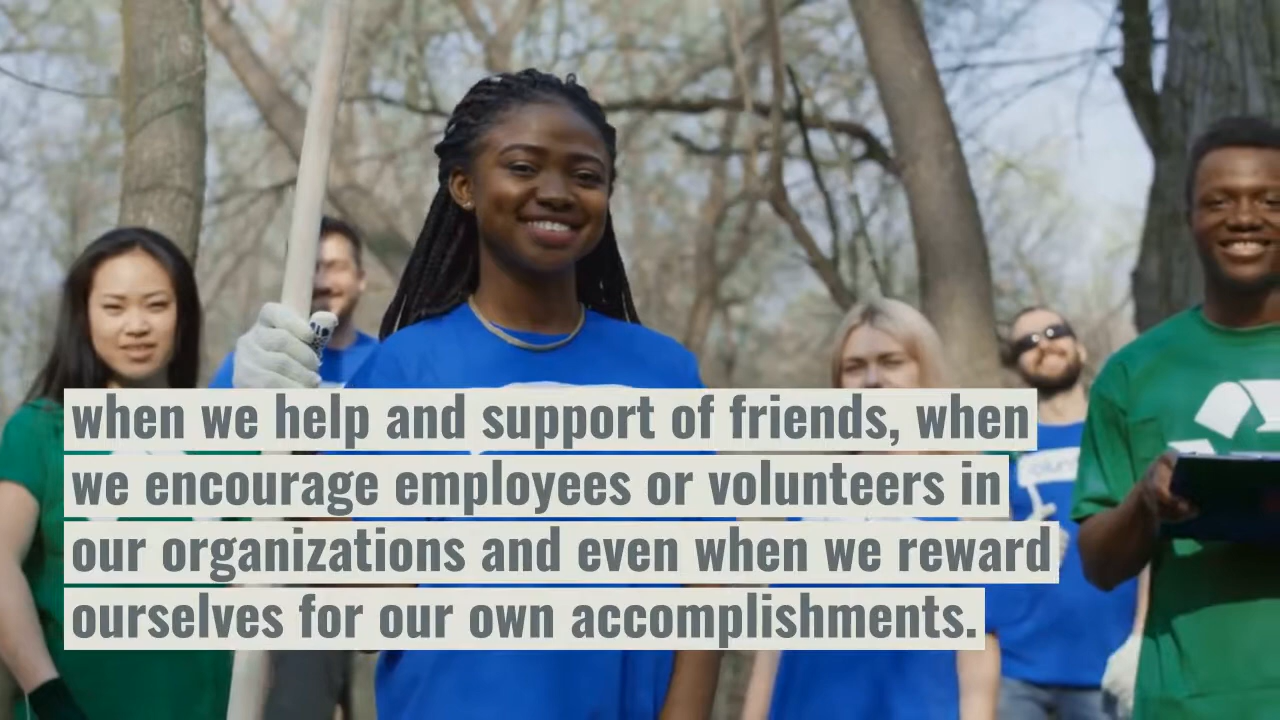 when we help and support of friends, when
we encourage employees or volunteers in
our organizations and even when we reward
ourselves for our own accomplishments.